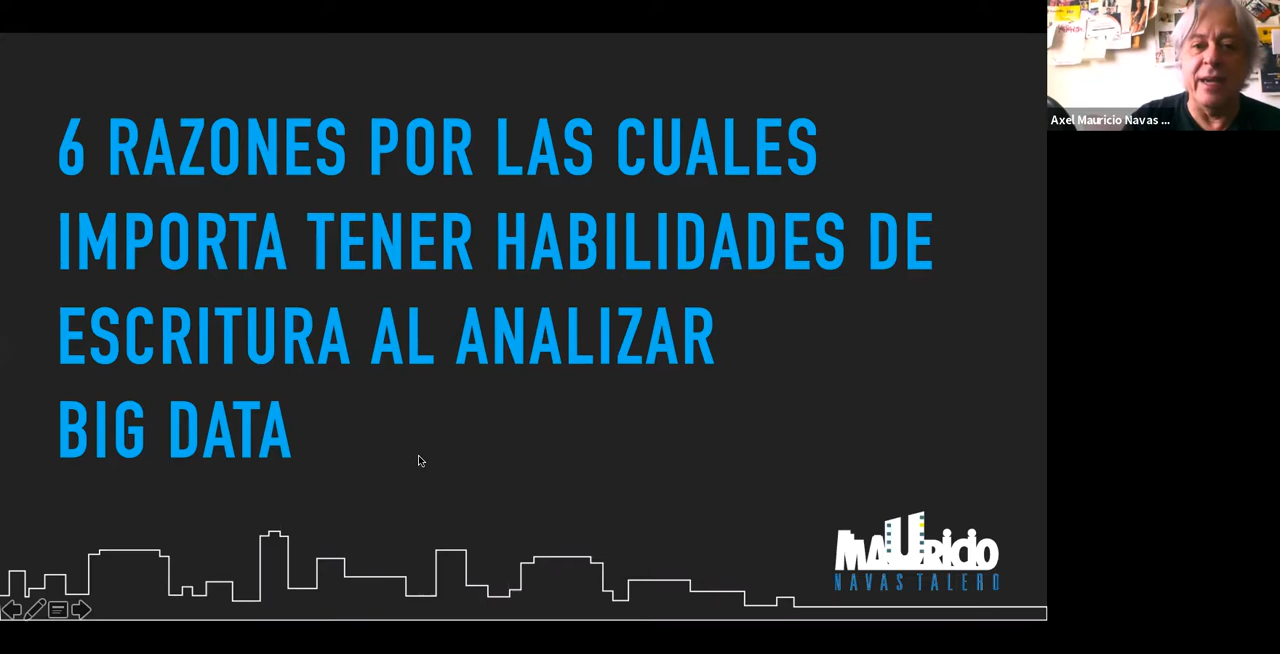 6 RAZONES POR LAS CUALES
IMPORTA TENER HABILIDADES DE
ESCRITURA AL ANALIZAR
BIG DATA
MAURICIO
NAVAS TALERO
Axel Mauricio Navas ...